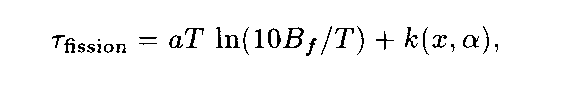 τ_fission = aT ln(10B_f/T) + k(x, α),